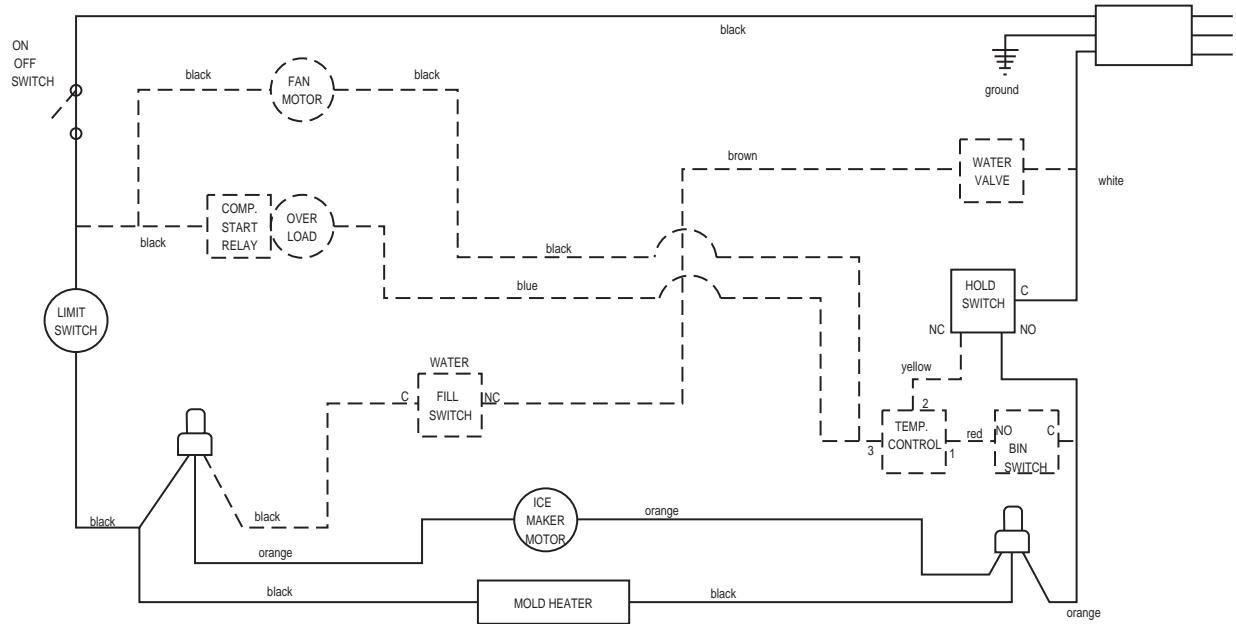 black
ON
OFF
SWITCH
ground
black
FAN
MOTOR
black
brown
WATER
VALVE
white
COMP.
START
RELAY
OVER
LOAD
black
black
blue
HOLD
SWITCH
C
NC
NO
LIMIT
SWITCH
WATER
FILL
SWITCH
C
NC
yellow
2
TEMP.
CONTROL
3
1
red
NO
C
BIN
SWITCH
black
black
orange
ICE
MAKER
MOTOR
orange
black
MOLD HEATER
black
orange